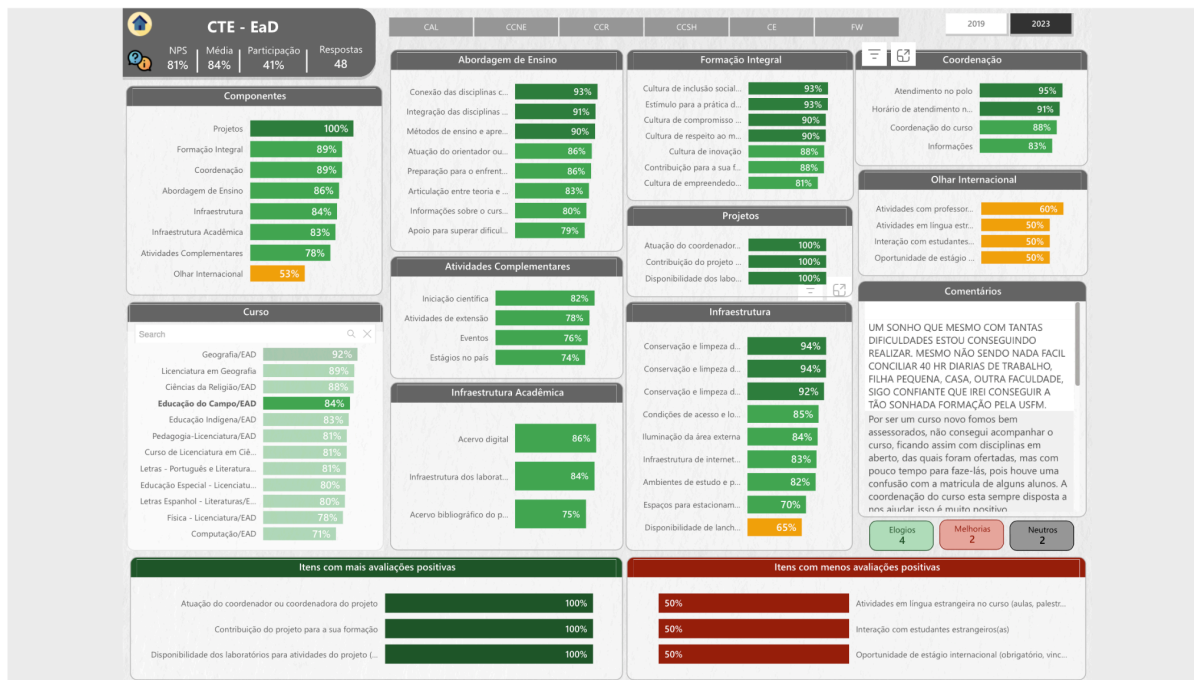 CTE - EaD
NPS Média Participação Respostas
81% 84% 41% 48
CAL CCNE CCR CCSH CE FW
2019 2023
Componentes
Projetos 100%
Formação Integral 89%
Coordenação 89%
Abordagem de Ensino 86%
Infraestrutura 84%
Infraestrutura Acadêmica 83%
Atividades Complementares 78%
Olhar Internacional 53%
Curso
Search
Geografia/EAD 92%
Licenciatura em Geografia 89%
Ciências da Religião/EAD 88%
Educação do Campo/EAD 84%
Educação Indígena/EAD 83%
Pedagogia-Licenciatura/EAD 81%
Curso de Licenciatura em Ciê... 81%
Letras - Português e Literatura... 81%
Educação Especial - Licenciatu... 80%
Letras Espanhol - Literaturas/E... 80%
Física - Licenciatura/EAD 78%
Computação/EAD 71%
Abordagem de Ensino
Conexão das disciplinas c... 93%
Integração das disciplinas ... 91%
Métodos de ensino e apre... 90%
Atuação do orientador ou... 86%
Preparação para o enfrent... 86%
Articulação entre teoria e ... 83%
Informações sobre o curs... 80%
Apoio para superar dificul... 79%
Atividades Complementares
Iniciação científica 82%
Atividades de extensão 78%
Eventos 76%
Estágios no país 74%
Infraestrutura Acadêmica
Acervo digital 86%
Infraestrutura dos laborat... 84%
Acervo bibliográfico do p... 75%
Formação Integral
Cultura de inclusão social... 93%
Estímulo para a prática d... 93%
Cultura de compromisso ... 90%
Cultura de respeito ao m... 90%
Cultura de inovação 88%
Contribuição para a sua f... 88%
Cultura de empreendedo... 81%
Projetos
Atuação do coordenador... 100%
Contribuição do projeto ... 100%
Disponibilidade dos labo... 100%
Infraestrutura
Conservação e limpeza d... 94%
Conservação e limpeza d... 94%
Conservação e limpeza d... 92%
Condições de acesso e lo... 85%
Iluminação da área externa 84%
Infraestrutura de internet... 83%
Ambientes de estudo e p... 82%
Espaços para estacionam... 70%
Disponibilidade de lanch... 65%
Coordenação
Atendimento no polo 95%
Horário de atendimento n... 91%
Coordenação do curso 88%
Informações 83%
Olhar Internacional
Atividades com professor... 60%
Atividades em língua estr... 50%
Interação com estudantes... 50%
Oportunidade de estágio ... 50%
Comentários
UM SONHO QUE MESMO COM TANTAS
DIFICULDADES ESTOU CONSEGUINDO
REALIZAR. MESMO NÃO SENDO NADA FACIL
CONCILIAR 40 HR DIARIAS DE TRABALHO,
FILHA PEQUENA, CASA, OUTRA FACULDADE,
SIGO CONFIANTE QUE IREI CONSEGUIR A
TÃO SONHADA FORMAÇÃO PELA USFM.
Por ser um curso novo fomos bem
assessorados, não consegui acompanhar o
curso, ficando assim com disciplinas em
aberto, das quais foram ofertadas, mas com
pouco tempo para faze-lás, pois houve uma
confusão com a matricula de alguns alunos. A
coordenação do curso esta sempre disposta a
nos ajudar, isso é muito positivo
Elogios Melhorias Neutros
4 2 2
Itens com mais avaliações positivas
Atuação do coordenador ou coordenadora do projeto 100%
Contribuição do projeto para a sua formação 100%
Disponibilidade dos laboratórios para atividades do projeto (... 100%
Itens com menos avaliações positivas
50% Atividades em língua estrangeira no curso (aulas, palestr...
50% Interação com estudantes estrangeiros(as)
50% Oportunidade de estágio internacional (obrigatório, vinc...